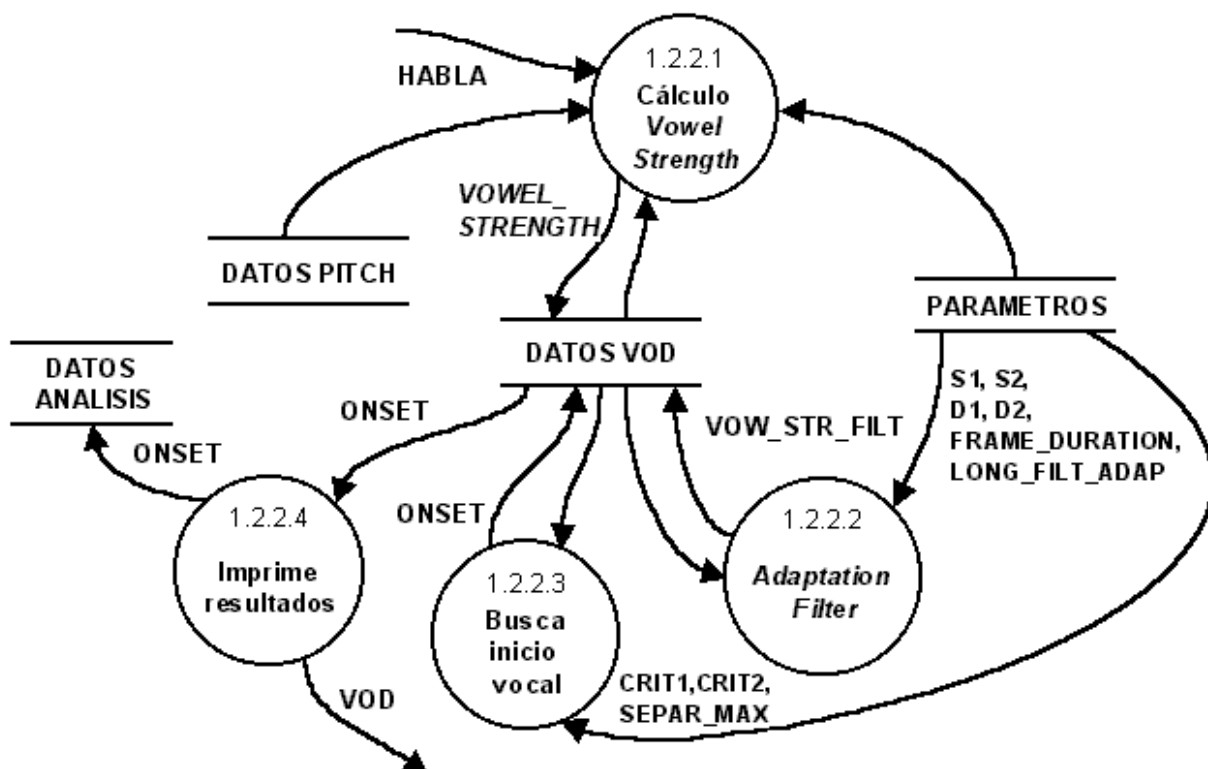 1.2.2.1
Cálculo
Vowel
Strength
HABLA
VOWEL_
STRENGTH
DATOS PITCH
PARAMETROS
DATOS VOD
DATOS
ANALISIS
S1, S2,
D1, D2,
FRAME_DURATION,
LONG_FILT_ADAP
ONSET
VOW_STR_FILT
ONSET
ONSET
1.2.2.4
Imprime
resultados
1.2.2.3
Busca
inicio
vocal
1.2.2.2
Adaptation
Filter
CRIT1,CRIT2,
SEPAR_MAX
VOD